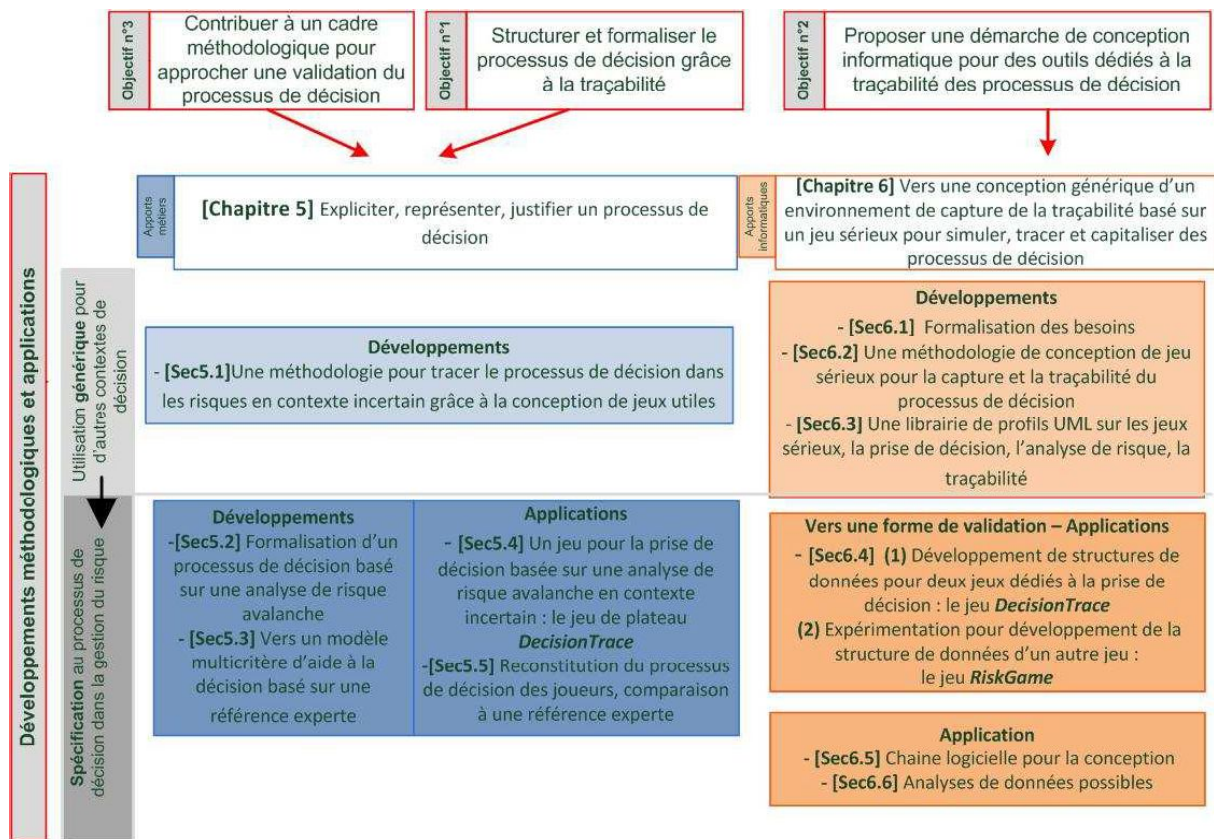 Objectif n°3
Contribuer à un cadre
méthodologique pour
approcher une validation du
processus de décision
Objectif n°1
Structurer et formaliser le
processus de décision grâce
à la traçabilité
Objectif n°2
Proposer une démarche de conception
informatique pour des outils dédiés à la
traçabilité des processus de décision
Développements méthodologiques et applications
Apports
métiers
[Chapitre 5] Expliciter, représenter, justifier un processus de
décision
Apports
informatiques
[Chapitre 6] Vers une conception générique d'un
environnement de capture de la traçabilité basé sur
un jeu sérieux pour simuler, tracer et capitaliser des
processus de décision
Utilisation générique pour
d'autres contextes de
décision
Développements
- [Sec5.1]Une méthodologie pour tracer le processus de décision dans
les risques en contexte incertain grâce à la conception de jeux utiles
Développements
- [Sec6.1] Formalisation des besoins
- [Sec6.2] Une méthodologie de conception de jeu
sérieux pour la capture et la traçabilité du
processus de décision
- [Sec6.3] Une librairie de profils UML sur les jeux
sérieux, la prise de décision, l'analyse de risque, la
traçabilité
Spécification au processus de
décision dans la gestion du risque
Développements
-[Sec5.2] Formalisation d'un
processus de décision basé
sur une analyse de risque
avalanche
- [Sec5.3] Vers un modèle
multicritère d'aide à la
décision basé sur une
référence experte
Applications
- [Sec5.4] Un jeu pour la prise de
décision basée sur une analyse de
risque avalanche en contexte
incertain : le jeu de plateau
DecisionTrace
- [Sec5.5] Reconstitution du processus
de décision des joueurs, comparaison
à une référence experte
Vers une forme de validation – Applications
- [Sec6.4] (1) Développement de structures de
données pour deux jeux dédiés à la prise de
décision : le jeu DecisionTrace
(2) Expérimentation pour développement de la
structure de données d'un autre jeu :
le jeu RiskGame
Application
- [Sec6.5] Chaine logicielle pour la conception
- [Sec6.6] Analyses de données possibles